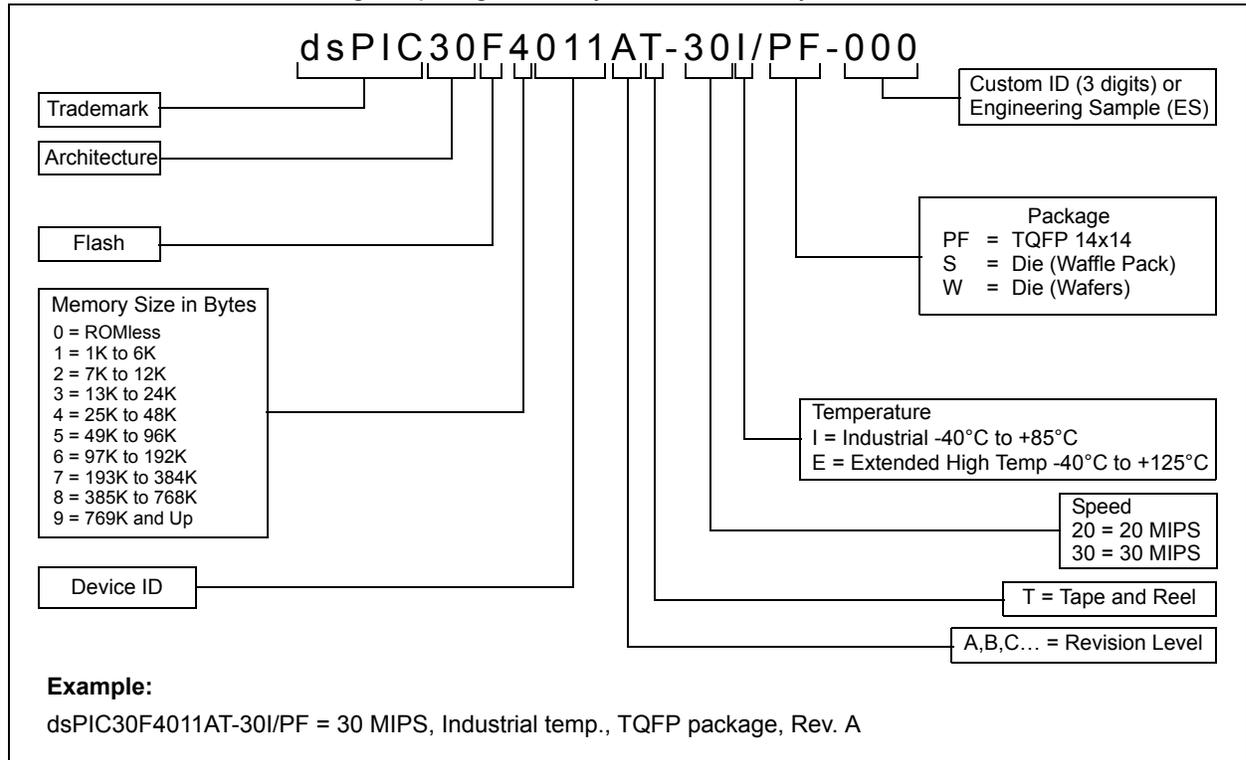 dsPIC30F4011AT-30I/PF-000
Trademark
Architecture
Flash
Memory Size in Bytes
0 = ROMless
1 = 1K to 6K
2 = 7K to 12K
3 = 13K to 24K
4 = 25K to 48K
5 = 49K to 96K
6 = 97K to 192K
7 = 193K to 384K
8 = 385K to 768K
9 = 769K and Up
Device ID
Custom ID (3 digits) or
Engineering Sample (ES)
Package
PF = TQFP 14x14
S = Die (Waffle Pack)
W = Die (Wafers)
Temperature
I = Industrial -40°C to +85°C
E = Extended High Temp -40°C to +125°C
Speed
20 = 20 MIPS
30 = 30 MIPS
T = Tape and Reel
A,B,C… = Revision Level
Example:
dsPIC30F4011AT-30I/PF = 30 MIPS, Industrial temp., TQFP package, Rev. A